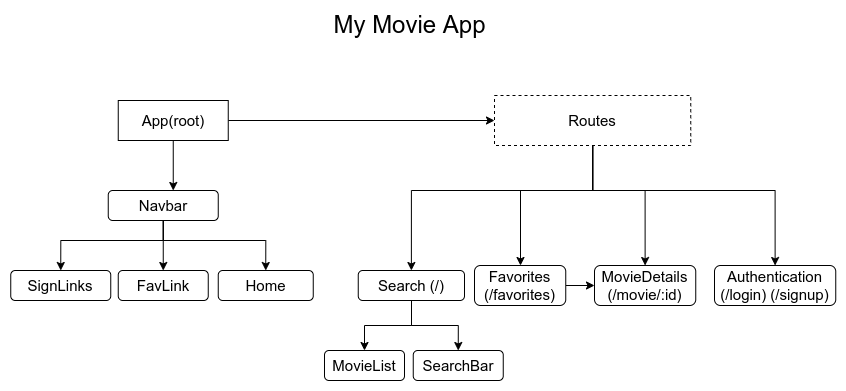 My Movie App
App(root)
Routes
Navbar
SignLinks
FavLink
Home
Search (/)
Favorites
(/favorites)
MovieDetails
(/movie/:id)
Authentication
(/login) (/signup)
MovieList
SearchBar